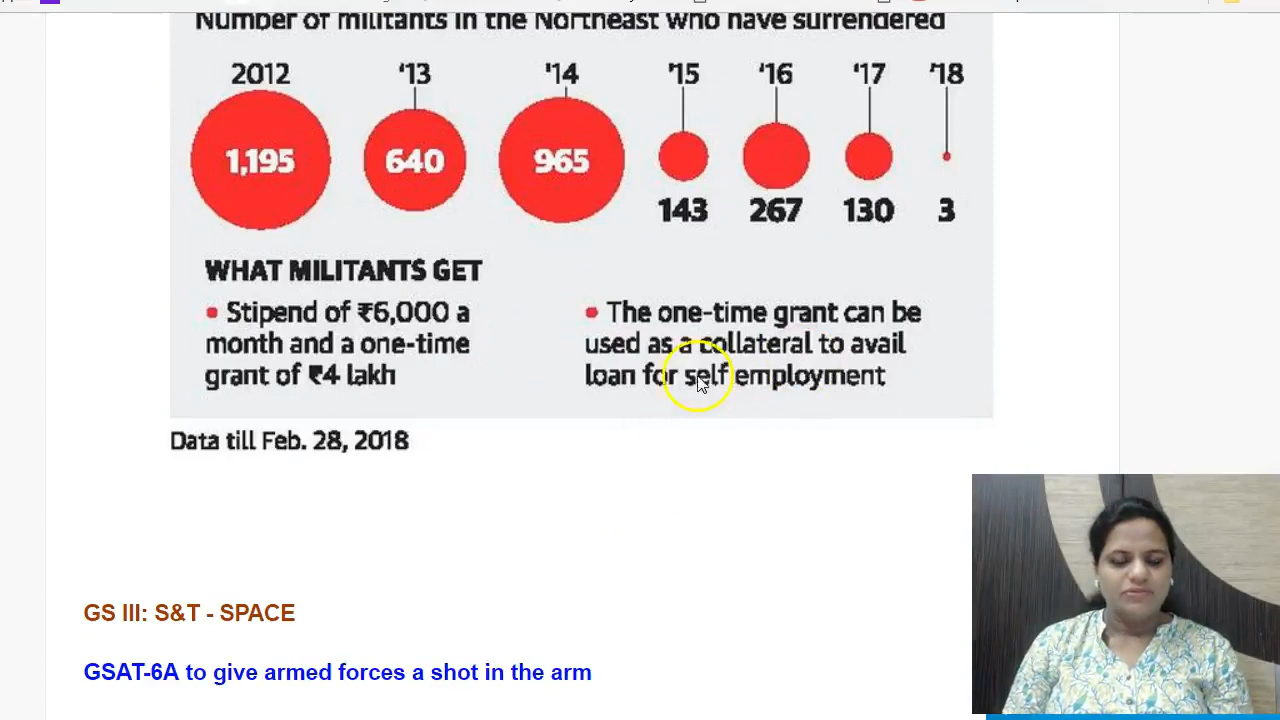 Number of militants in the Northeast who have surrendered
2012 '13 '14 '15 '16 '17 '18
1,195 640 965
143 267 130 3
WHAT MILITANTS GET
• Stipend of ₹6,000 a
month and a one-time
grant of ₹4 lakh
• The one-time grant can be
used as a collateral to avail
loan for self employment
Data till Feb. 28, 2018
GS III: S&T - SPACE
GSAT-6A to give armed forces a shot in the arm